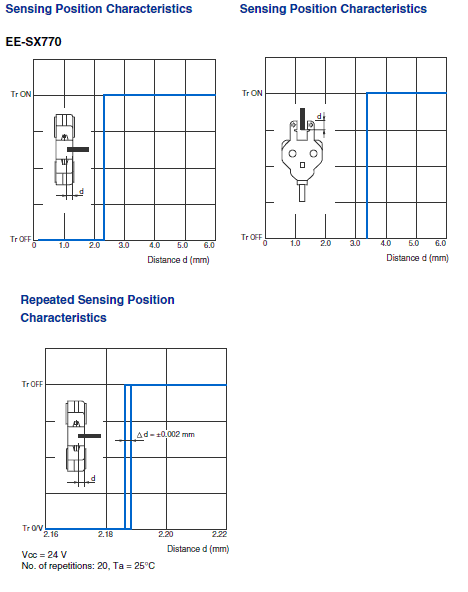 Sensing Position Characteristics
EE-SX770
Tr ON
d
Tr OFF
0 1.0 2.0 3.0 4.0 5.0 6.0
Distance d (mm)
Sensing Position Characteristics
Tr ON
d
Tr OFF
0 1.0 2.0 3.0 4.0 5.0 6.0
Distance d (mm)
Repeated Sensing Position
Characteristics
Tr OFF
Δd = ±0.002 mm
d
Tr O/V
2.16 2.18 2.20 2.22
Distance d (mm)
Vcc = 24 V
No. of repetitions: 20, Ta = 25°C